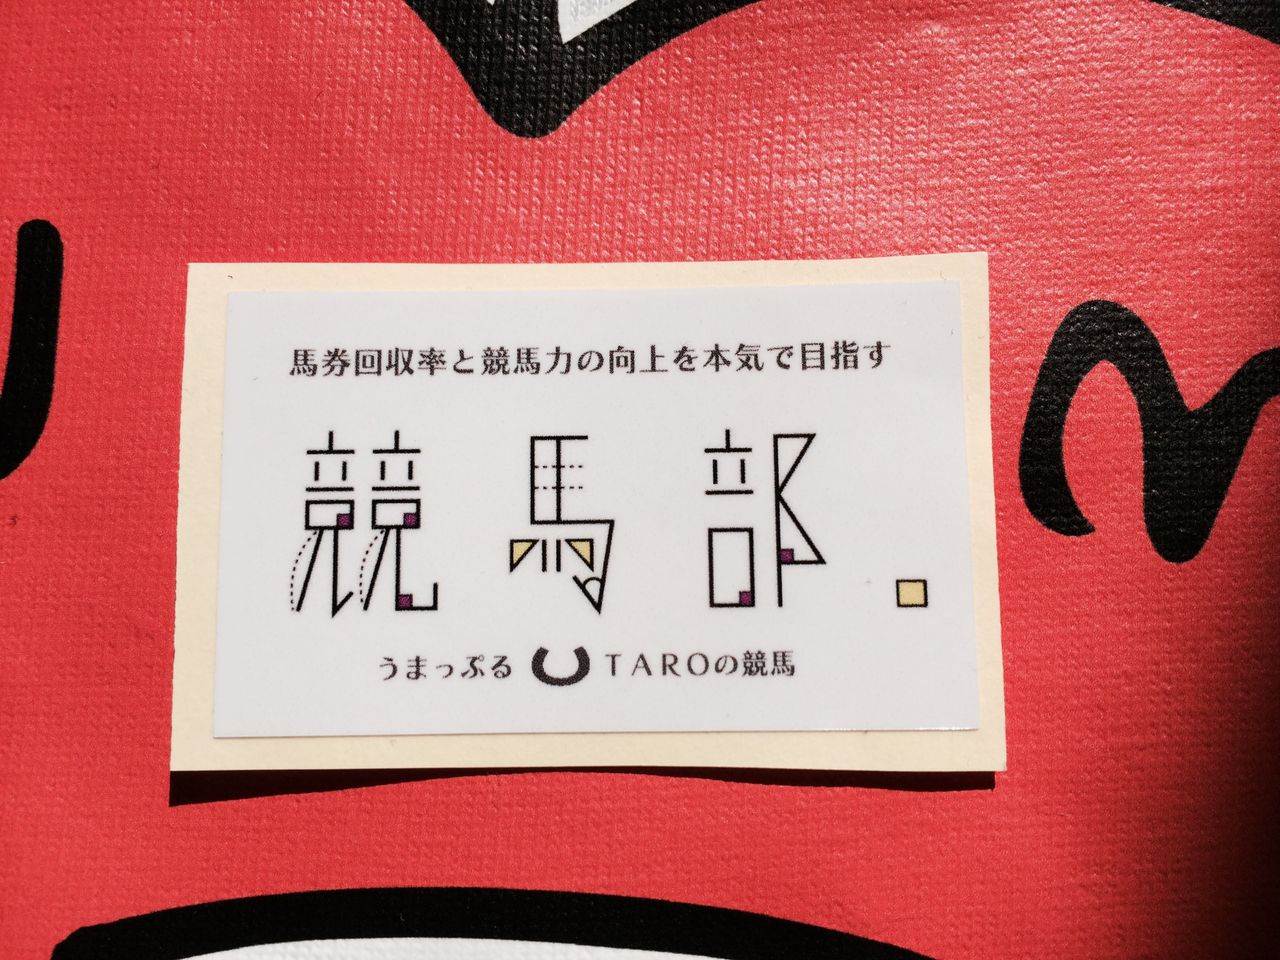 馬券回収率と競馬力の向上を本気で目指す
競馬部.
うまっぷる TAROの競馬